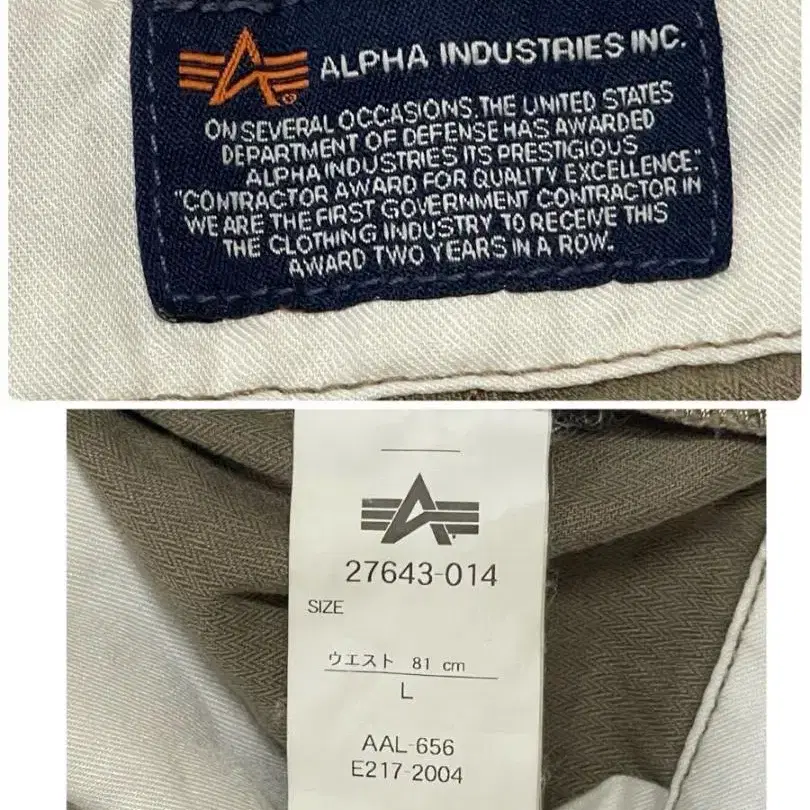 ALPHA INDUSTRIES INC.
ON SEVERAL OCCASIONS. THE UNITED STATES
DEPARTMENT OF DEFENSE HAS AWARDED
ALPHA INDUSTRIES ITS PRESTIGIOUS
"CONTRACTOR AWARD FOR QUALITY EXCELLENCE."
WE ARE THE FIRST GOVERNMENT CONTRACTOR IN
THE CLOTHING INDUSTRY TO RECEIVE THIS
AWARD TWO YEARS IN A ROW.
27643-014
SIZE
ウエスト 81 cm
L
AAL-656
E217-2004